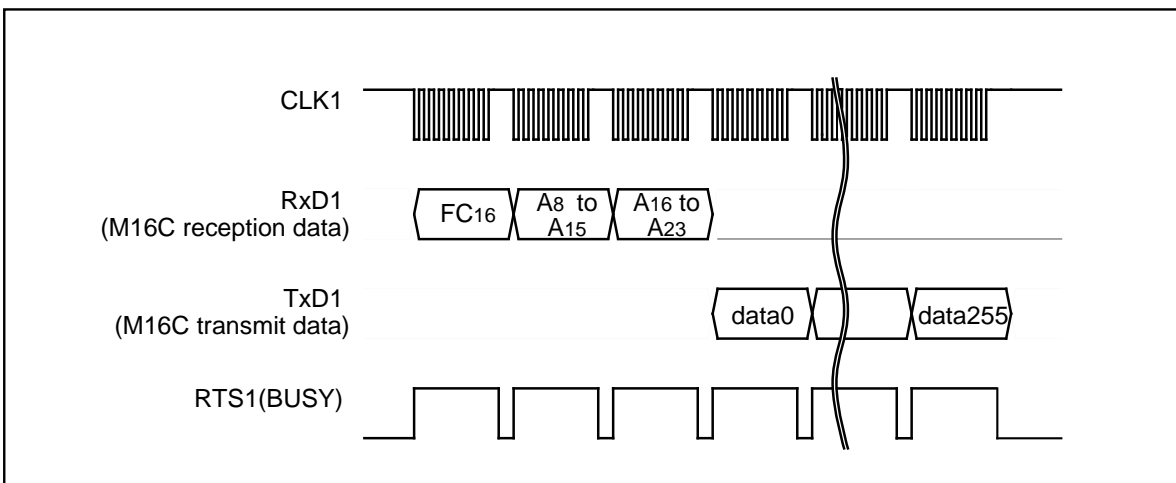 CLK1
RxD1
(M16C reception data)
FC16
A8 to
A15
A16 to
A23
TxD1
(M16C transmit data)
data0
data255
RTS1(BUSY)